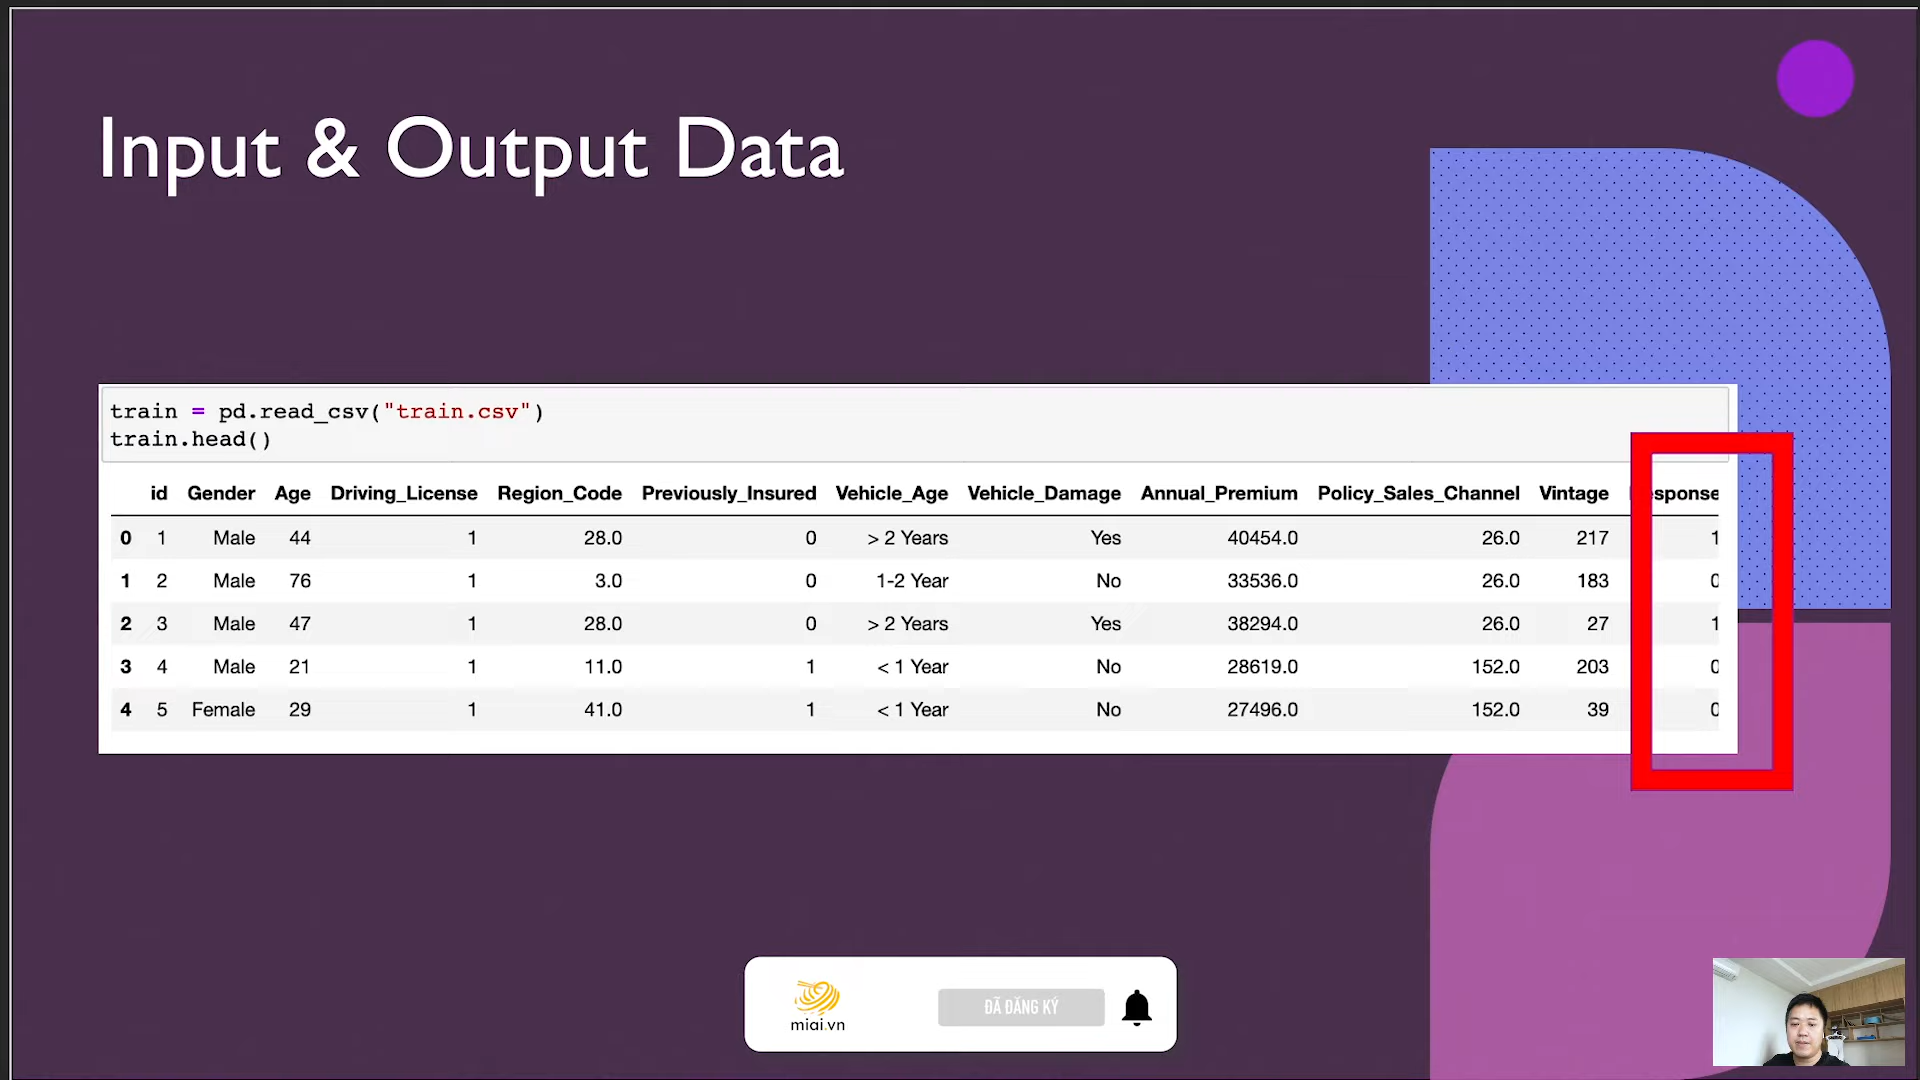 Input & Output Data
train = pd.read_csv("train.csv")
train.head()
id Gender Age Driving_License Region_Code Previously_Insured Vehicle_Age Vehicle_Damage Annual_Premium Policy_Sales_Channel Vintage esponse
0 1 Male 44 1 28.0 0 > 2 Years Yes 40454.0 26.0 217 1
1 2 Male 76 1 3.0 0 1-2 Year No 33536.0 26.0 183 0
2 3 Male 47 1 28.0 0 > 2 Years Yes 38294.0 26.0 27 1
3 4 Male 21 1 11.0 1 < 1 Year No 28619.0 152.0 203 0
4 5 Female 29 1 41.0 1 < 1 Year No 27496.0 152.0 39 0
miai.vn
ĐÃ ĐĂNG KÝ